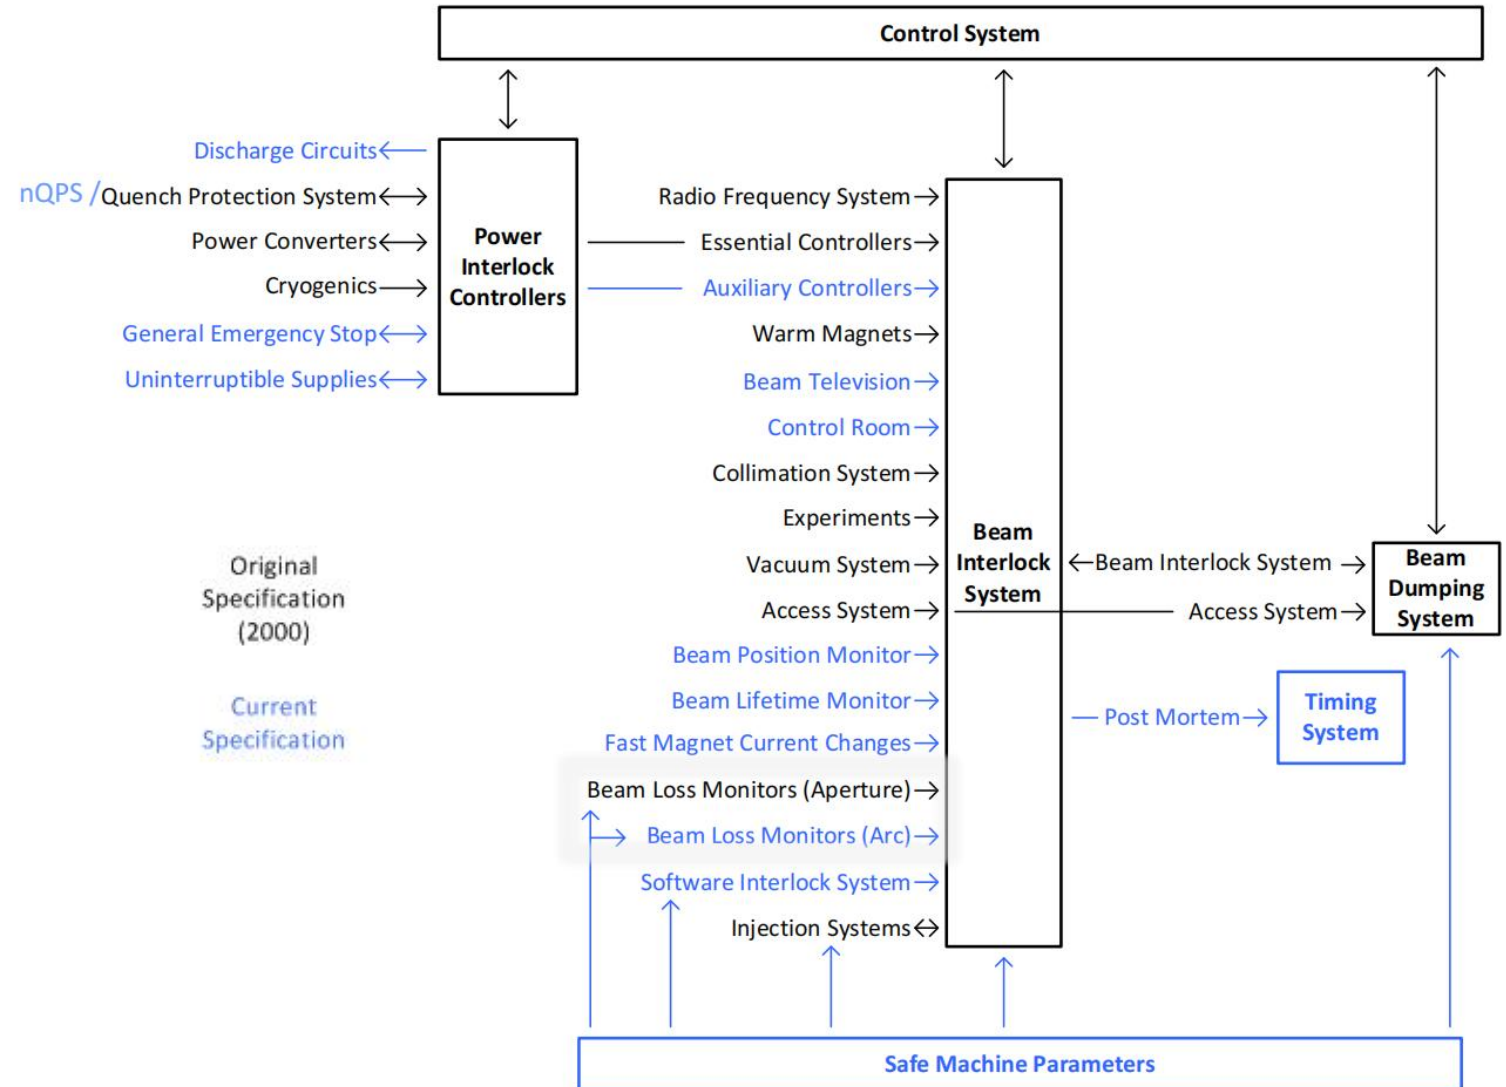 Control System
Discharge Circuits
nQPS / Quench Protection System
Power Converters
Cryogenics
General Emergency Stop
Uninterruptible Supplies
Power
Interlock
Controllers
Radio Frequency System
Essential Controllers
Auxiliary Controllers
Warm Magnets
Beam Television
Control Room
Collimation System
Experiments
Vacuum System
Access System
Beam Position Monitor
Beam Lifetime Monitor
Fast Magnet Current Changes
Beam Loss Monitors (Aperture)
Beam Loss Monitors (Arc)
Software Interlock System
Injection Systems
Beam
Interlock
System
Beam Interlock System
Access System
Beam
Dumping
System
Post Mortem
Timing
System
Original
Specification
(2000)
Current
Specification
Safe Machine Parameters